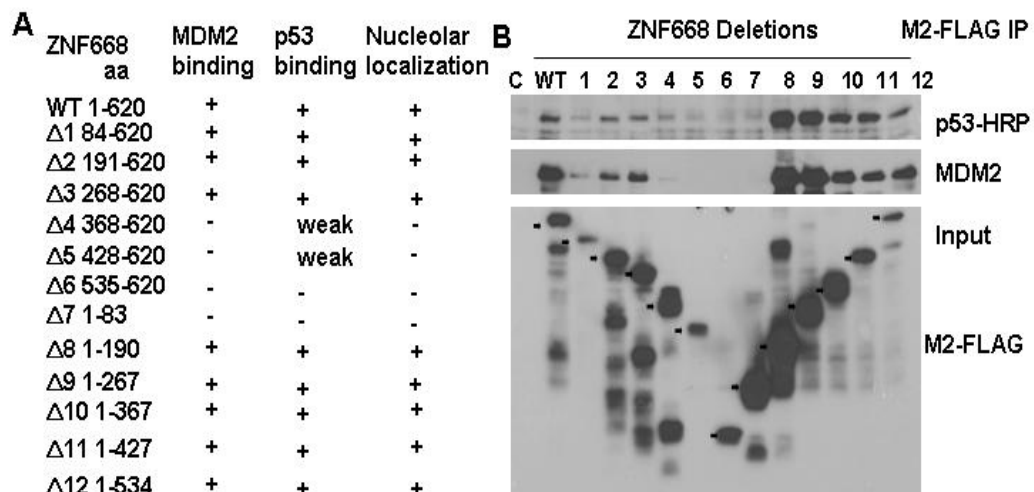 A
ZNF668 aa MDM2 binding p53 binding Nucleolar localization
WT 1-620 + + +
Δ1 84-620 + + +
Δ2 191-620 + + +
Δ3 268-620 + + +
Δ4 368-620 - weak -
Δ5 428-620 - weak -
Δ6 535-620 - - -
Δ7 1-83 - - -
Δ8 1-190 + + +
Δ9 1-267 + + +
Δ10 1-367 + + +
Δ11 1-427 + + +
Δ12 1-534 + + +
B
ZNF668 Deletions M2-FLAG IP
C WT 1 2 3 4 5 6 7 8 9 10 11 12
p53-HRP
MDM2
Input
M2-FLAG